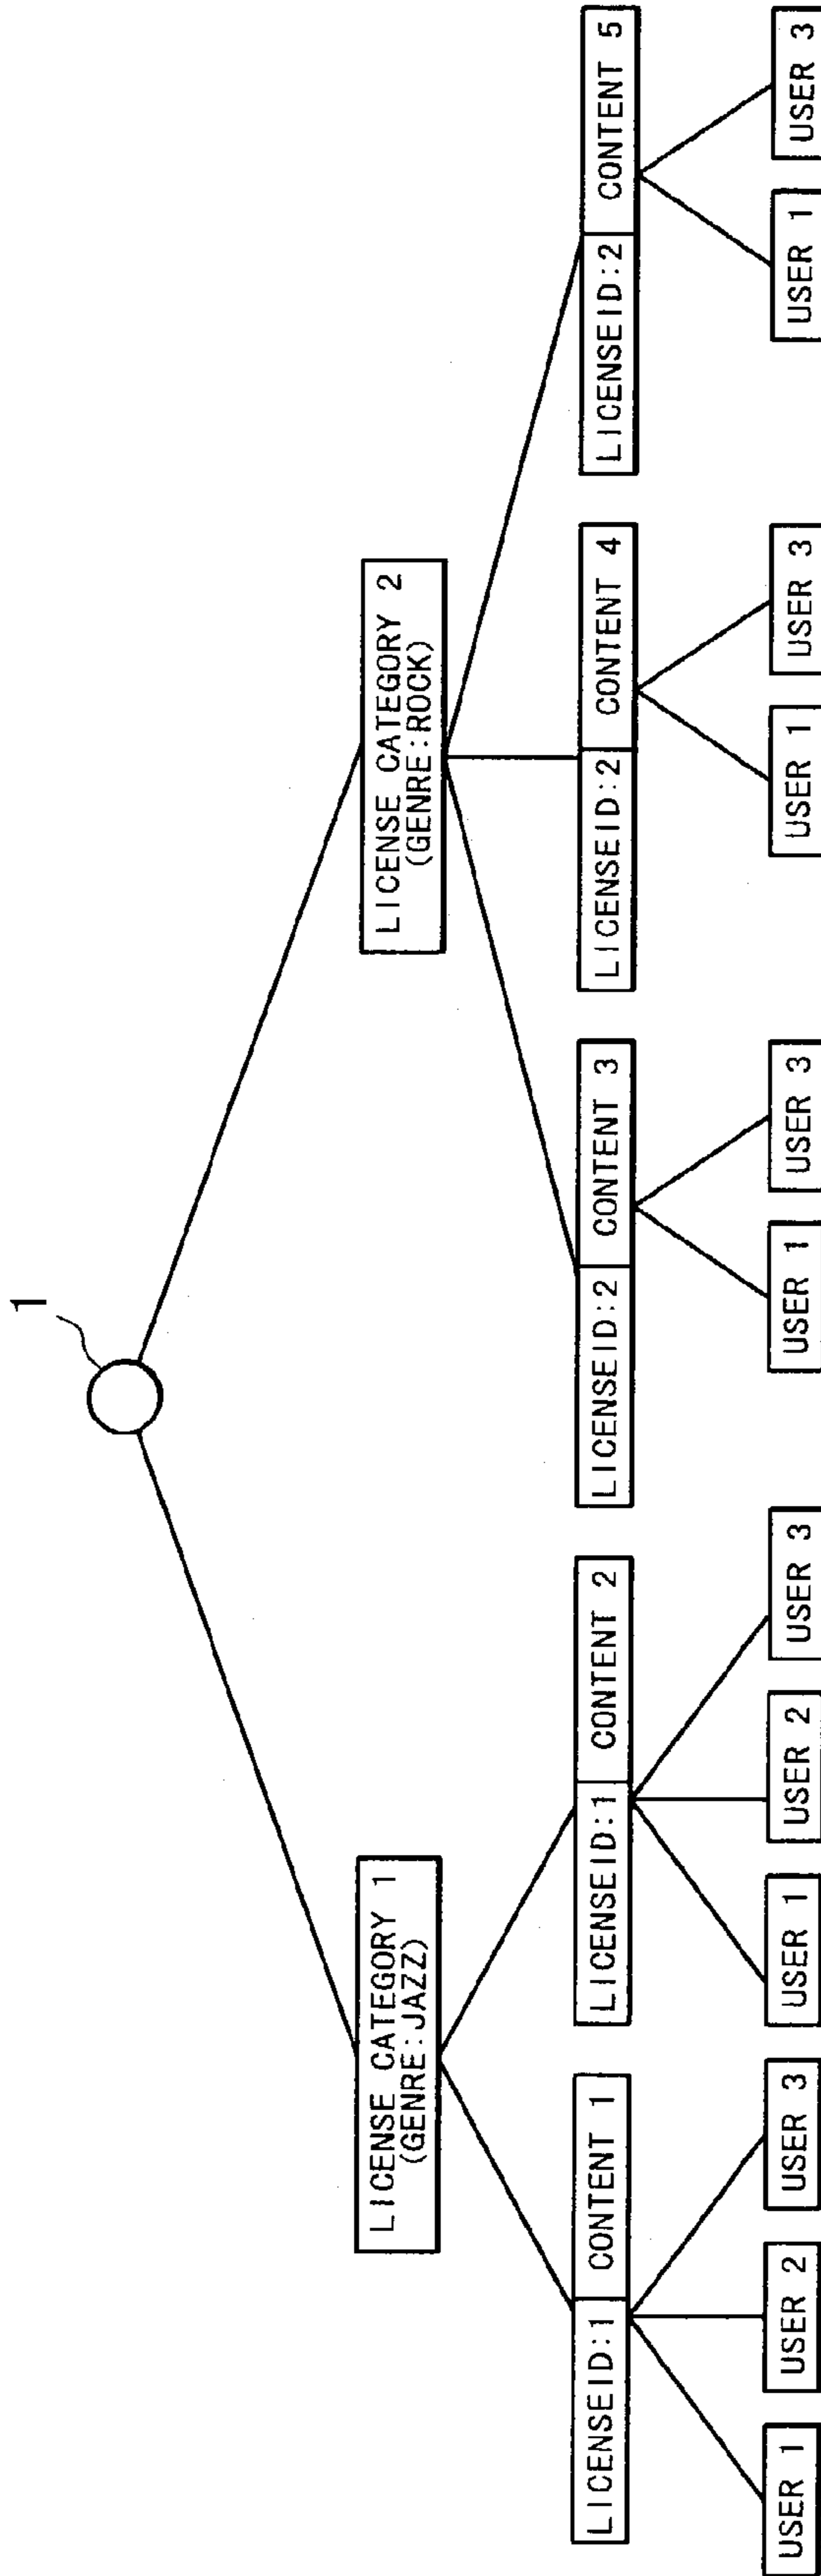 1
LICENSE CATEGORY 1
(GENRE:JAZZ)
LICENSE CATEGORY 2
(GENRE:ROCK)
LICENSEID:1 CONTENT 1
LICENSEID:1 CONTENT 2
LICENSEID:2 CONTENT 3
LICENSEID:2 CONTENT 4
LICENSEID:2 CONTENT 5
USER 1
USER 2
USER 3
USER 1
USER 2
USER 3
USER 1
USER 3
USER 1
USER 3
USER 1
USER 3